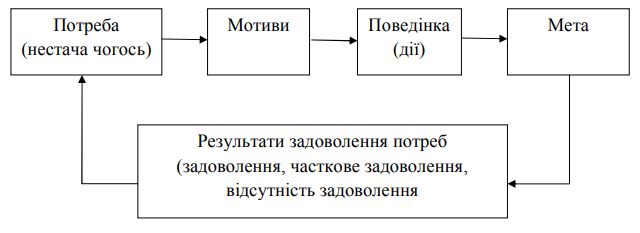 Потреба
(нестача чогось)
Мотиви
Поведінка
(дії)
Мета
Результати задоволення потреб
(задоволення, часткове задоволення,
відсутність задоволення